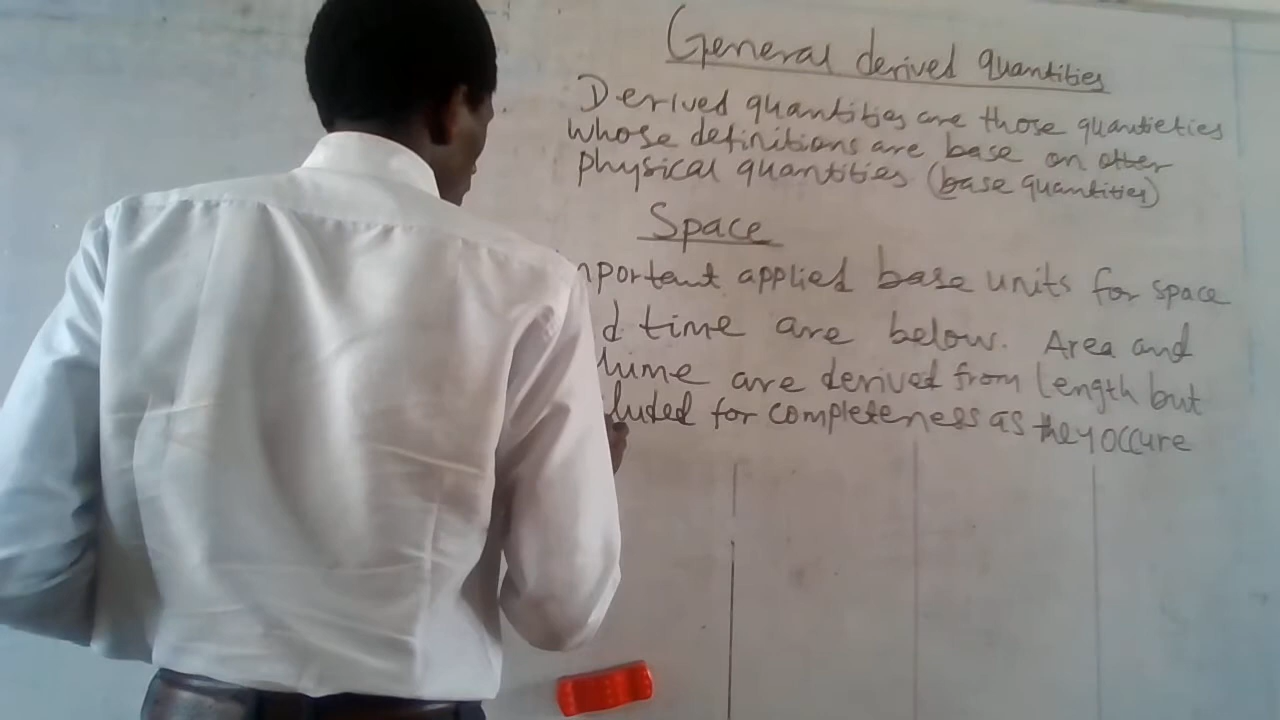 General derived quantities
Derived quantities are those quantieties
whose definitions are base on other
physical quantities (base quantities)
Space
mportant applied base units for space
d time are below. Area and
lume are derived from length but
luded for completeness as they occure